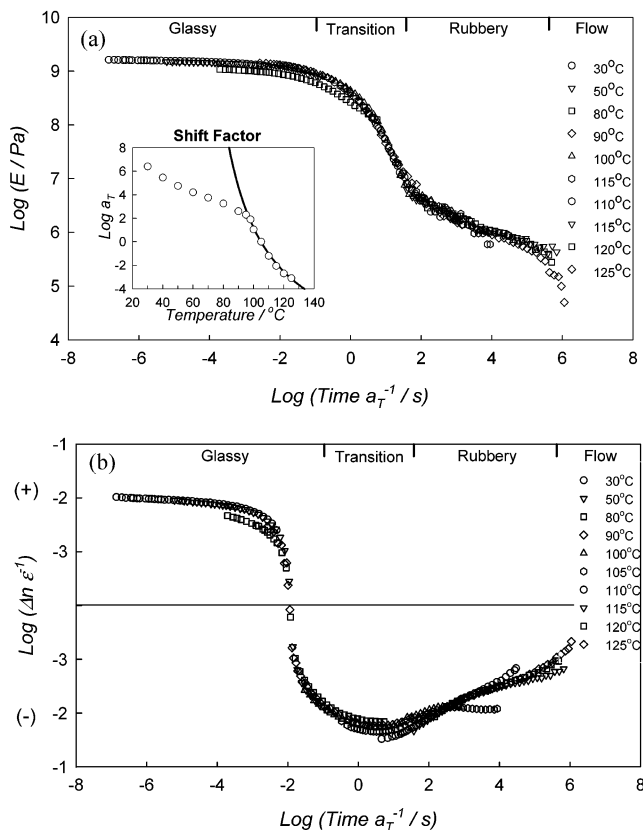 (a)
Glassy Transition Rubbery Flow
10
9
8
7
6
5
4
Log (E / Pa)
30°C
50°C
80°C
90°C
100°C
115°C
110°C
115°C
120°C
125°C
Shift Factor
8
6
4
2
0
-2
-4
Log a_T
20 40 60 80 100 120 140
Temperature / °C
-8 -6 -4 -2 0 2 4 6 8
Log (Time a_T^-1 / s)
(b)
Glassy Transition Rubbery Flow
-1
(+) -2
-3
-3
(-) -2
-1
Log (Δn ε^-1)
30°C
50°C
80°C
90°C
100°C
105°C
110°C
115°C
120°C
125°C
-8 -6 -4 -2 0 2 4 6 8
Log (Time a_T^-1 / s)